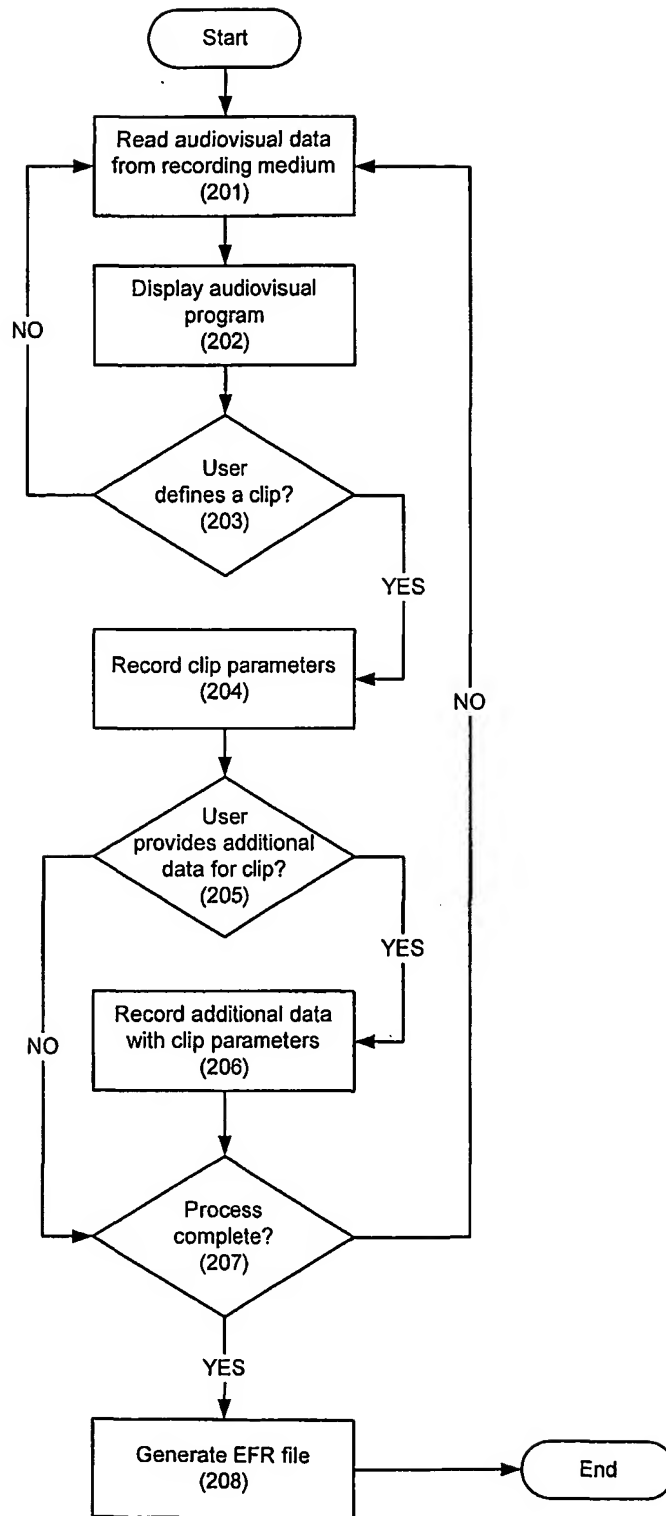 Start
Read audiovisual data
from recording medium
(201)
Display audiovisual
program
(202)
NO
User
defines a clip?
(203)
YES
Record clip parameters
(204)
NO
User
provides additional
data for clip?
(205)
YES
Record additional data
with clip parameters
(206)
NO
Process
complete?
(207)
YES
Generate EFR file
(208)
End